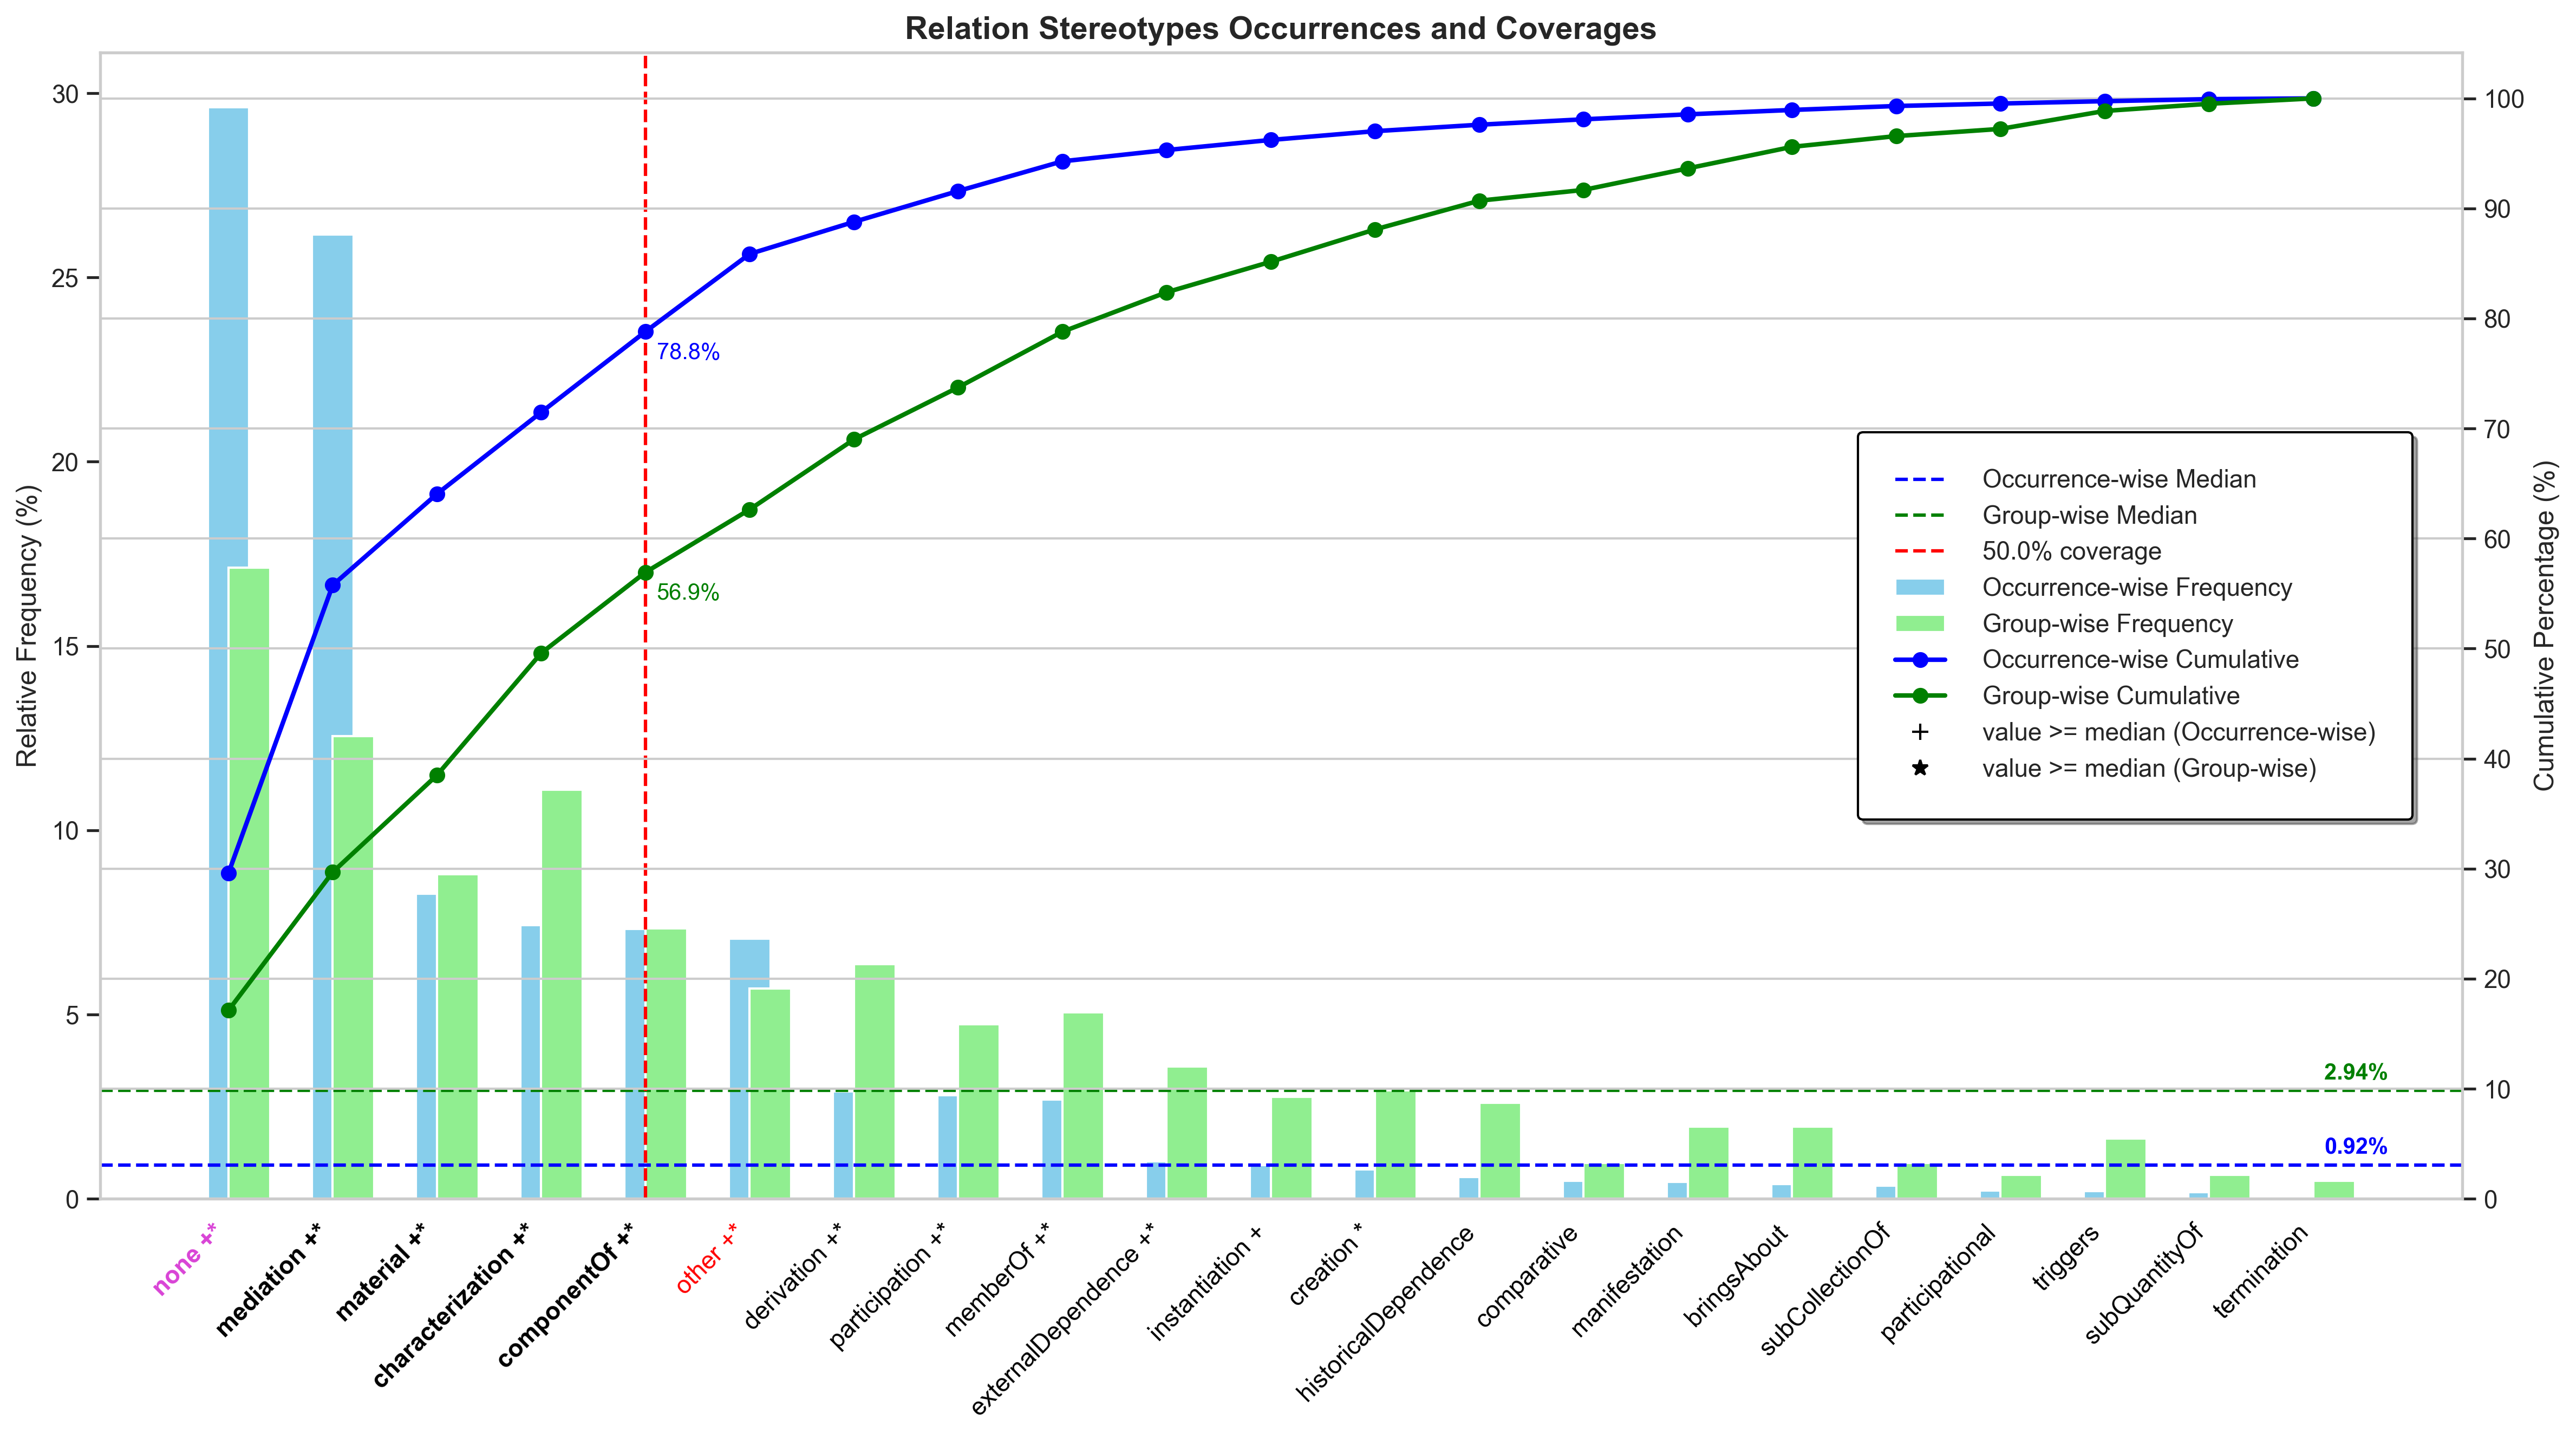 Relation Stereotypes Occurrences and Coverages
Relative Frequency (%)
30
25
20
15
10
5
0
100
90
80
70
60
50
40
30
20
10
0
Cumulative Percentage (%)
78.8%
56.9%
Occurrence-wise Median
Group-wise Median
50.0% coverage
Occurrence-wise Frequency
Group-wise Frequency
Occurrence-wise Cumulative
Group-wise Cumulative
value >= median (Occurrence-wise)
value >= median (Group-wise)
2.94%
0.92%
none +*
mediation +*
material +*
characterization +*
componentOf +*
other +*
derivation +*
participation +*
memberOf +*
externalDependence +*
instantiation +
creation *
historicalDependence
comparative
manifestation
bringsAbout
subCollectionOf
participational
triggers
subQuantityOf
termination